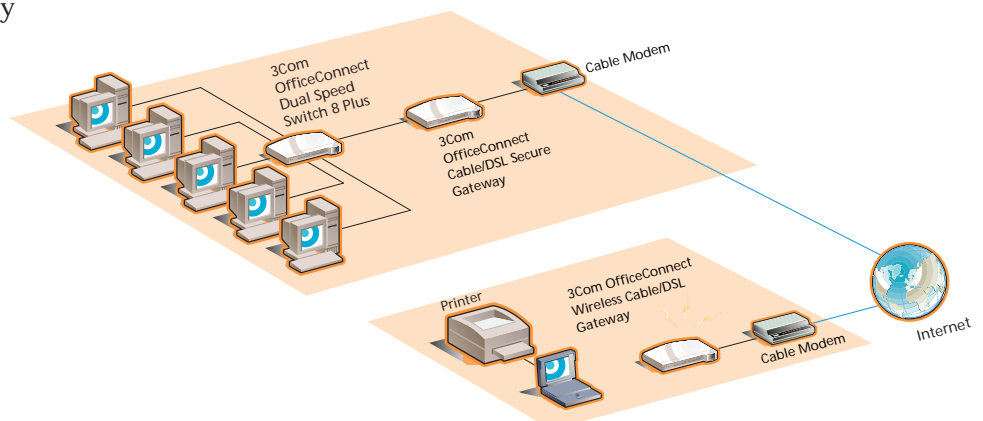 y
3Com
OfficeConnect
Dual Speed
Switch 8 Plus
Cable Modem
3Com
OfficeConnect
Cable/DSL Secure
Gateway
Printer
3Com OfficeConnect
Wireless Cable/DSL
Gateway
Cable Modem
Internet